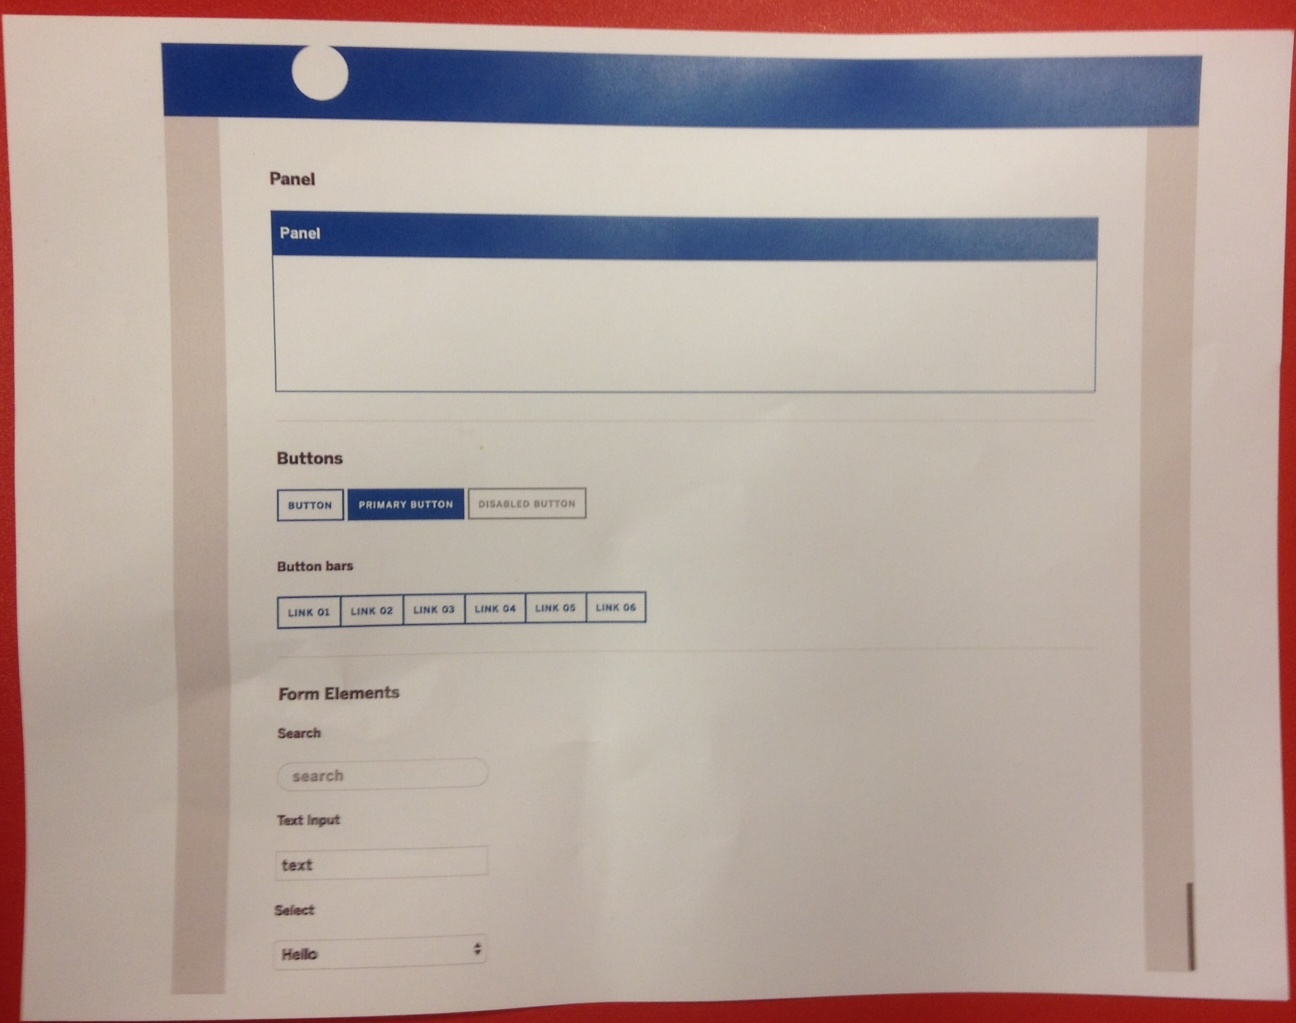 Panel
Panel
Buttons
BUTTON PRIMARY BUTTON DISABLED BUTTON
Button bars
LINK 01 LINK 02 LINK 03 LINK 04 LINK 05 LINK 06
Form Elements
Search
search
Text Input
text
Select
Hello